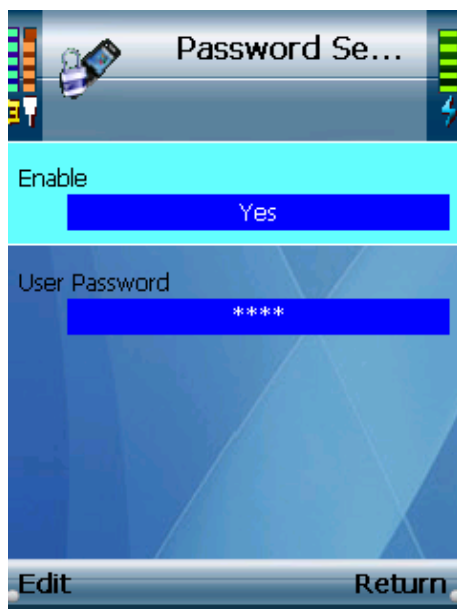 Password Se...
Enable
Yes
User Password
****
Edit Return